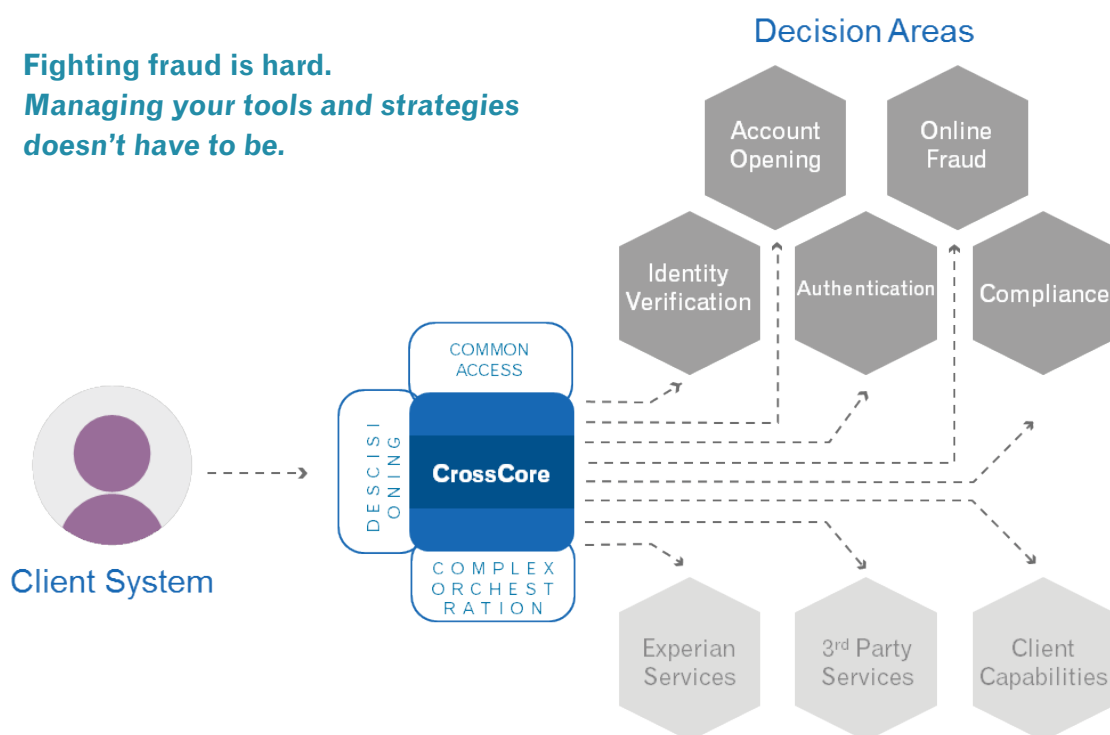 Decision Areas
Fighting fraud is hard.
Managing your tools and strategies
doesn't have to be.
Account
Opening
Online
Fraud
Identity
Verification
Authentication
Compliance
COMMON
ACCESS
DESCISI
ONING
CrossCore
COMPLEX
ORCHEST
RATION
Client System
Experian
Services
3rd Party
Services
Client
Capabilities